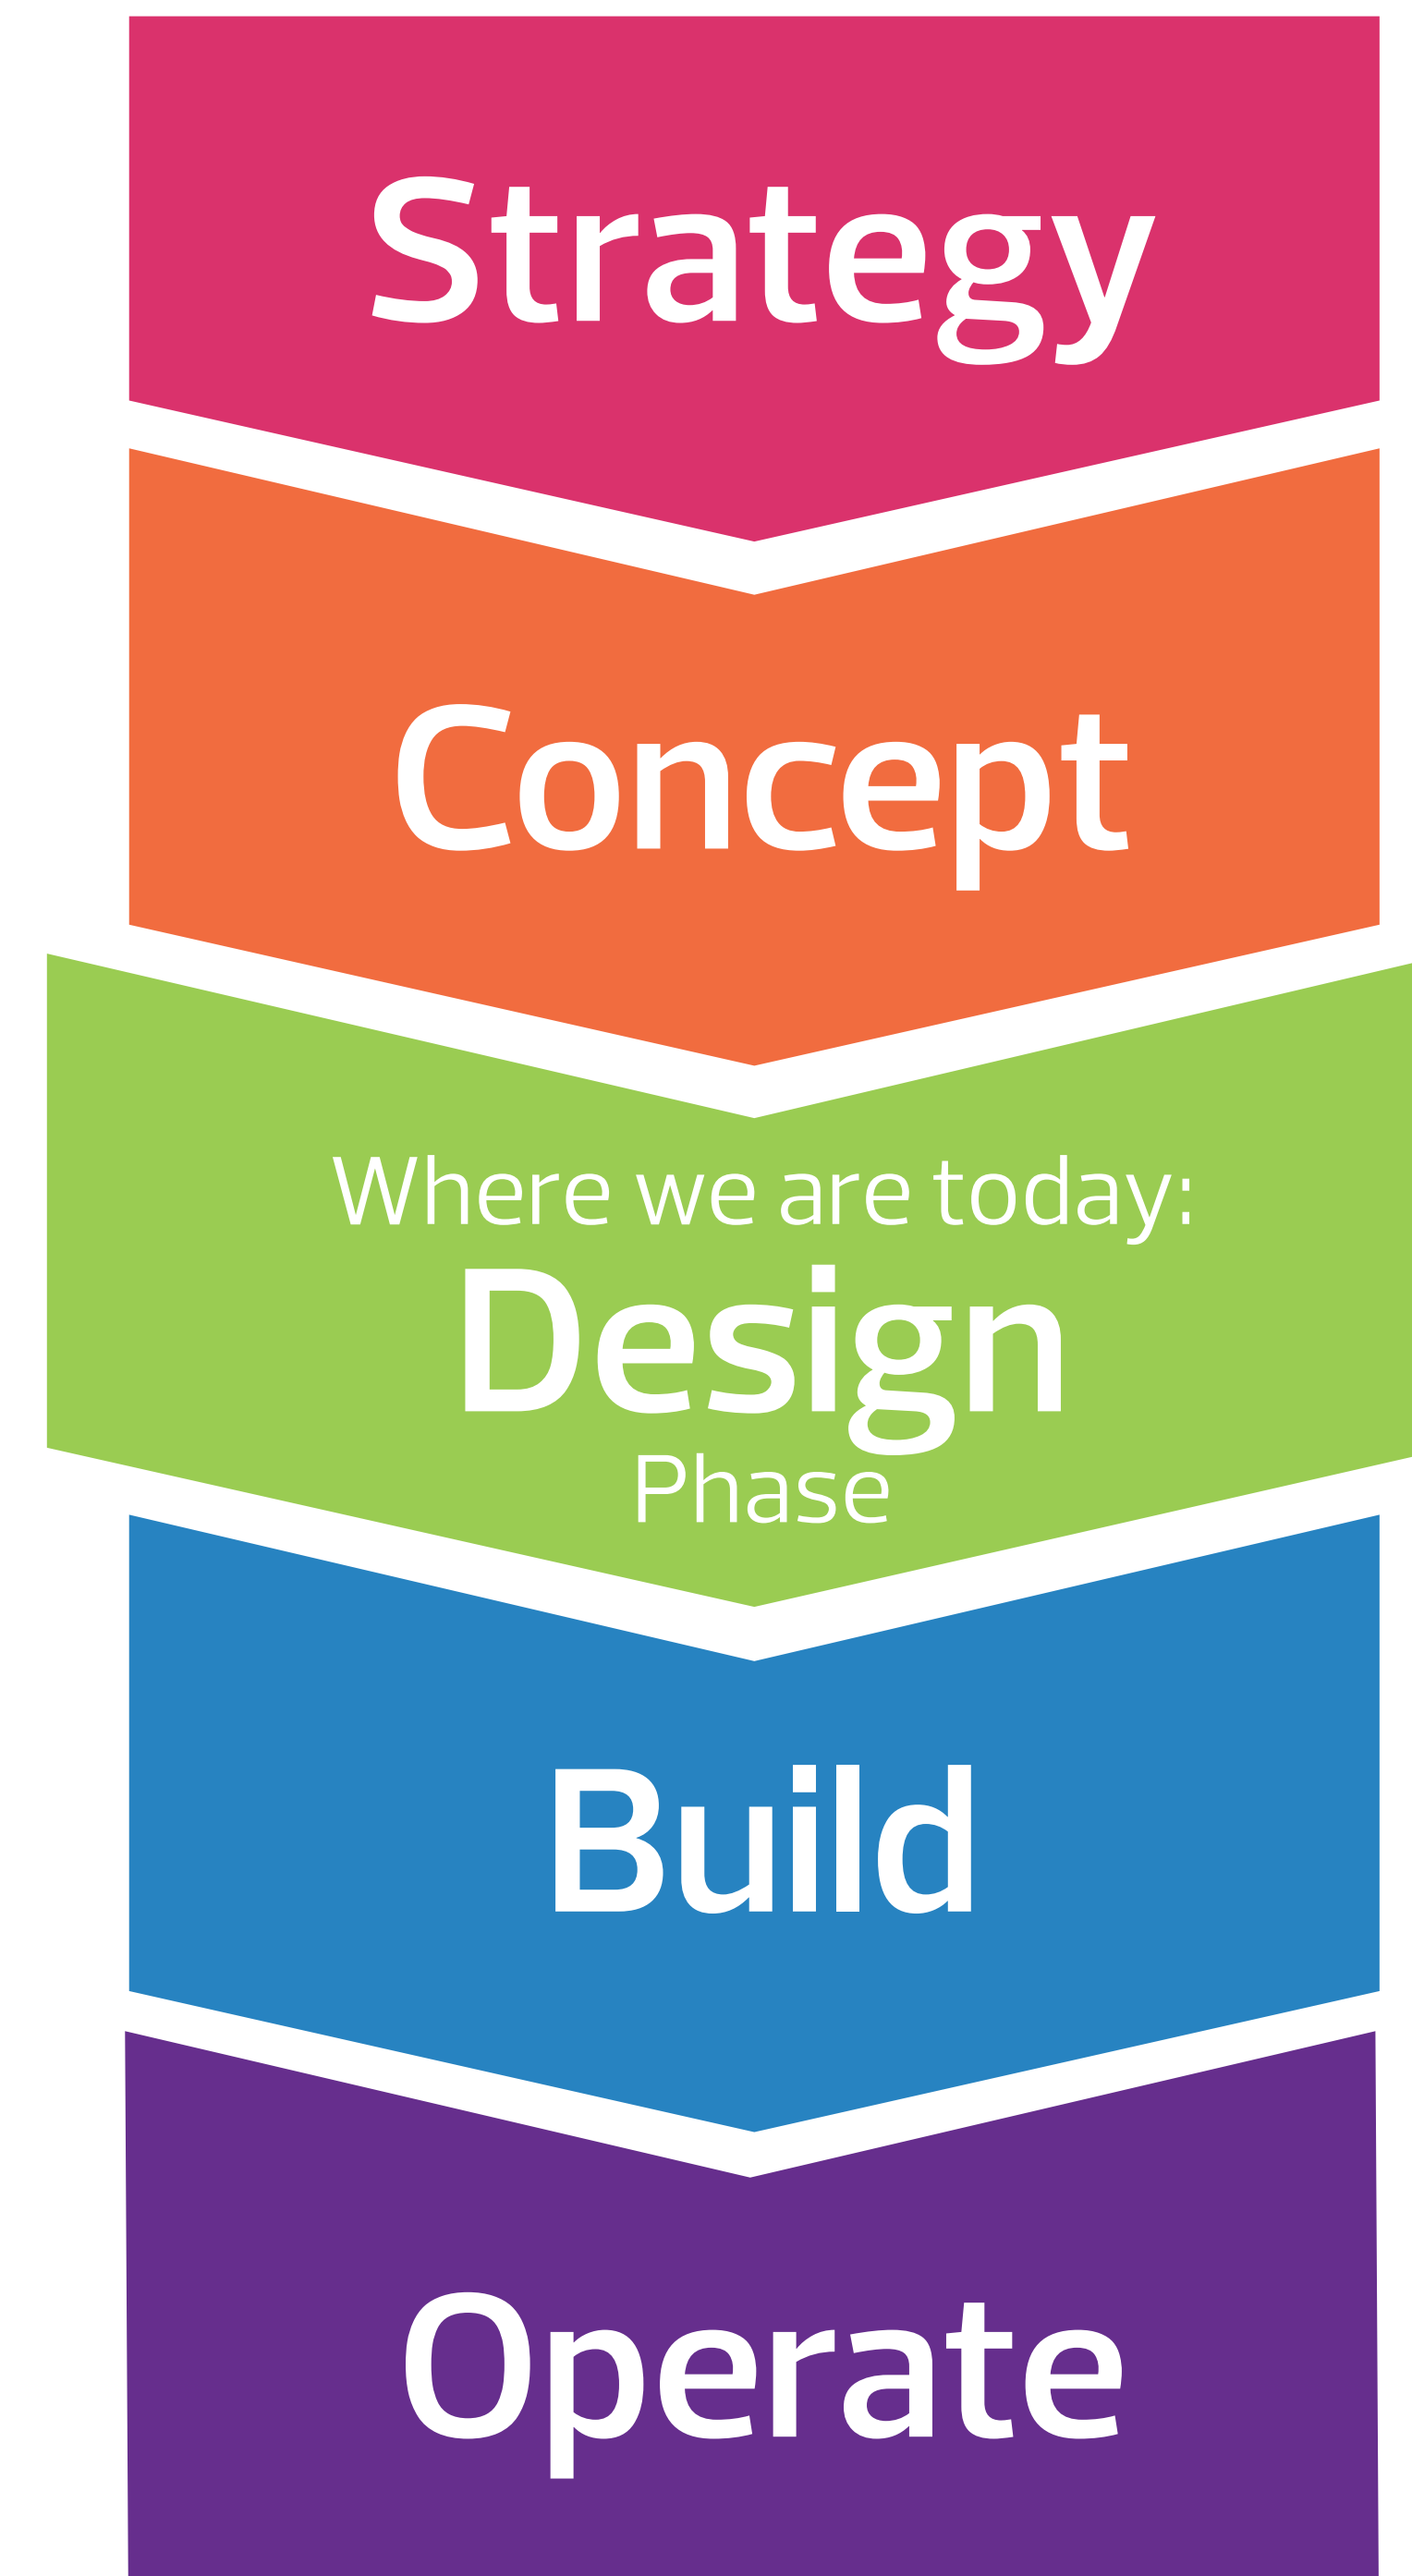 Strategy
Concept
Where we are today:
Design
Phase
Build
Operate